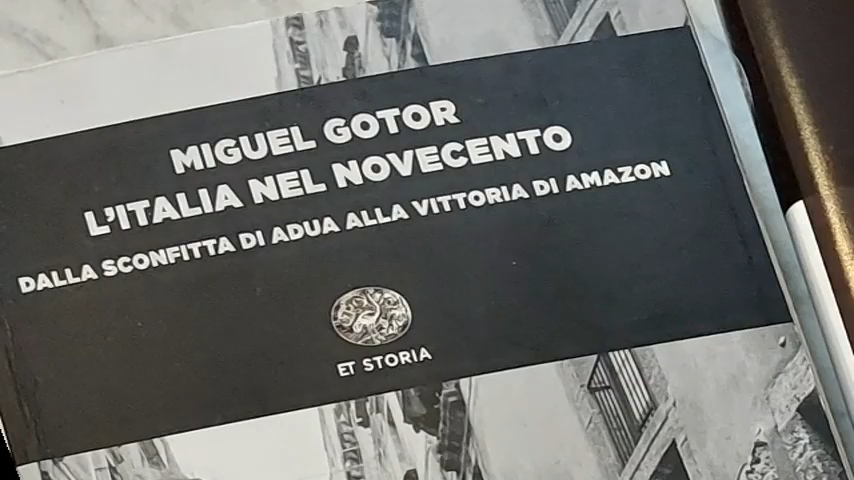 MIGUEL GOTOR
L'ITALIA NEL NOVECENTO
DALLA SCONFITTA DI ADUA ALLA VITTORIA DI AMAZON
ET STORIA